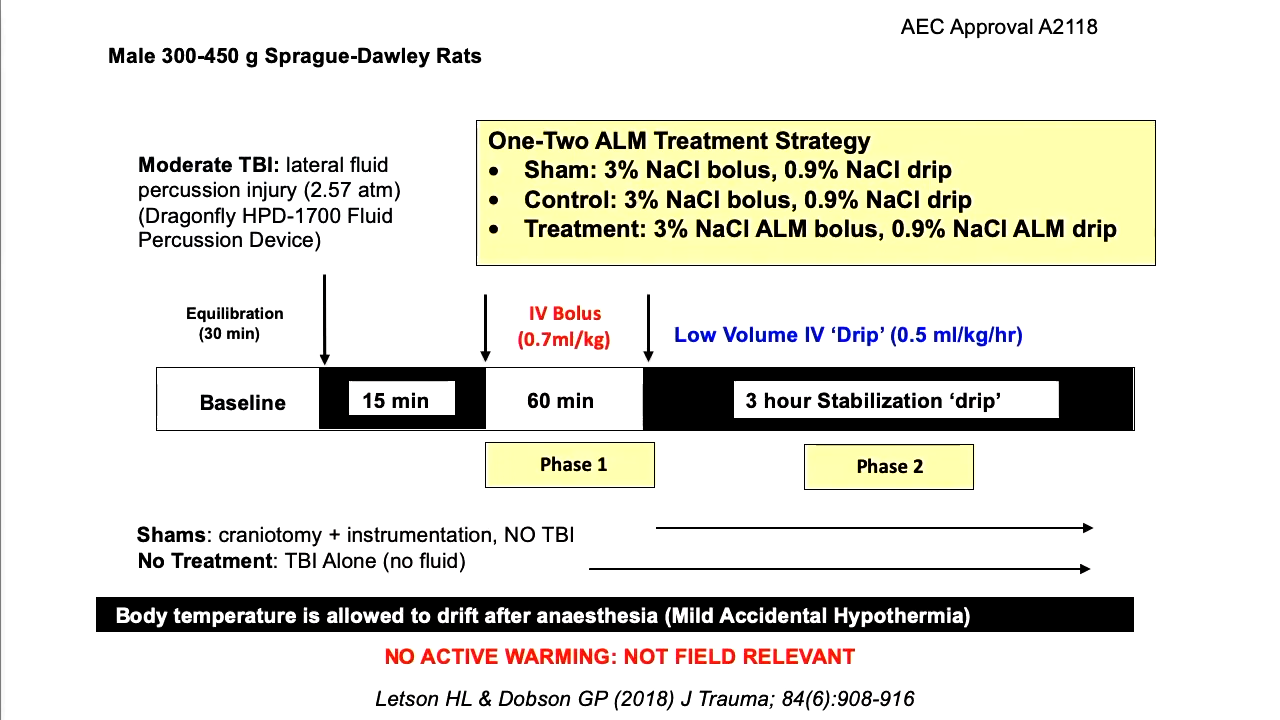 AEC Approval A2118
Male 300-450 g Sprague-Dawley Rats
One-Two ALM Treatment Strategy
• Sham: 3% NaCl bolus, 0.9% NaCl drip
• Control: 3% NaCl bolus, 0.9% NaCl drip
• Treatment: 3% NaCl ALM bolus, 0.9% NaCl ALM drip
Moderate TBI: lateral fluid
percussion injury (2.57 atm)
(Dragonfly HPD-1700 Fluid
Percussion Device)
Equilibration
(30 min)
IV Bolus
(0.7ml/kg)
Low Volume IV ‘Drip’ (0.5 ml/kg/hr)
Baseline
15 min
60 min
3 hour Stabilization ‘drip’
Phase 1
Phase 2
Shams: craniotomy + instrumentation, NO TBI
No Treatment: TBI Alone (no fluid)
Body temperature is allowed to drift after anaesthesia (Mild Accidental Hypothermia)
NO ACTIVE WARMING: NOT FIELD RELEVANT
Letson HL & Dobson GP (2018) J Trauma; 84(6):908-916